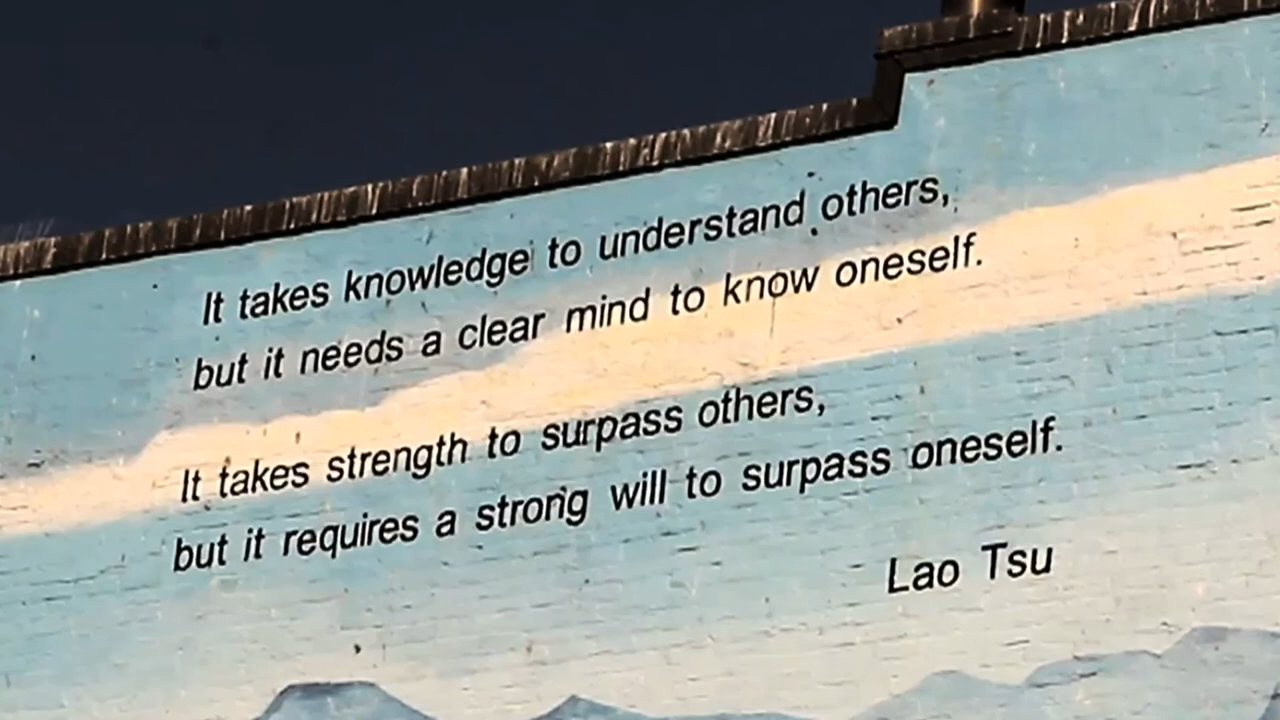 It takes knowledge to understand others,
but it needs a clear mind to know oneself.
It takes strength to surpass others,
but it requires a strong will to surpass oneself.
Lao Tsu